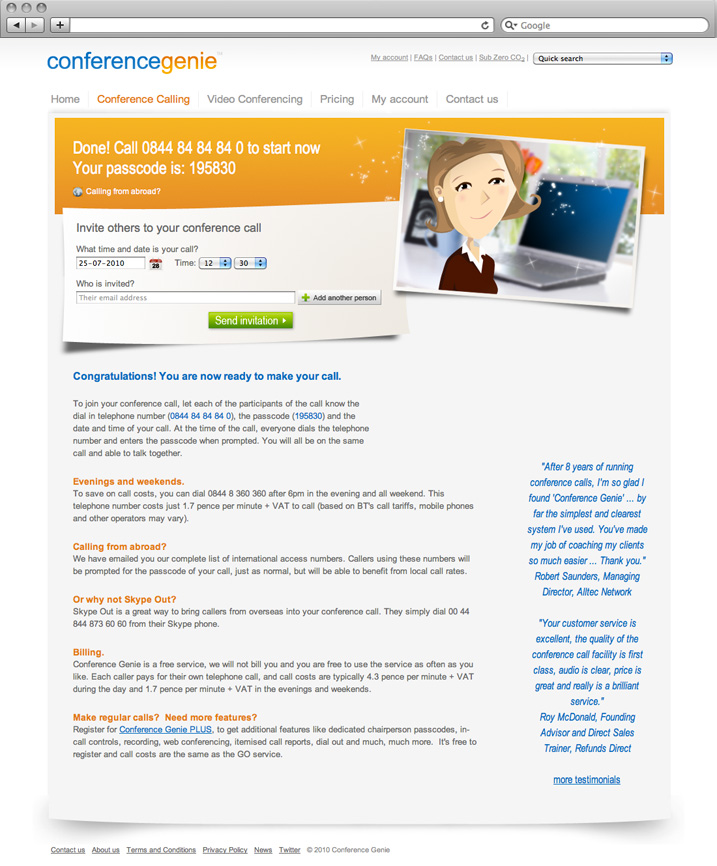 Google
conferencegenie
My account | FAQs | Contact us | Sub Zero CO2 |
Quick search
Home Conference Calling Video Conferencing Pricing My account Contact us
Done! Call 0844 84 84 84 0 to start now
Your passcode is: 195830
Calling from abroad?
Invite others to your conference call
What time and date is your call?
25-07-2010 28 Time: 12 30
Who is invited?
Their email address Add another person
Send invitation
Congratulations! You are now ready to make your call.
To join your conference call, let each of the participants of the call know the
dial in telephone number (0844 84 84 84 0), the passcode (195830) and the
date and time of your call. At the time of the call, everyone dials the telephone
number and enters the passcode when prompted. You will all be on the same
call and able to talk together.
Evenings and weekends.
To save on call costs, you can dial 0844 8 360 360 after 6pm in the evening and all weekend. This
telephone number costs just 1.7 pence per minute + VAT to call (based on BT's call tariffs, mobile phones
and other operators may vary).
Calling from abroad?
We have emailed you our complete list of international access numbers. Callers using these numbers will
be prompted for the passcode of your call, just as normal, but will be able to benefit from local call rates.
Or why not Skype Out?
Skype Out is a great way to bring callers from overseas into your conference call. They simply dial 00 44
844 873 60 60 from their Skype phone.
Billing.
Conference Genie is a free service, we will not bill you and you are free to use the service as often as you
like. Each caller pays for their own telephone call, and call costs are typically 4.3 pence per minute + VAT
during the day and 1.7 pence per minute + VAT in the evenings and weekends.
Make regular calls? Need more features?
Register for Conference Genie PLUS, to get additional features like dedicated chairperson passcodes, in-
call controls, recording, web conferencing, itemised call reports, dial out and much, much more. It's free to
register and call costs are the same as the GO service.
"After 8 years of running
conference calls, I'm so glad I
found 'Conference Genie' ... by
far the simplest and clearest
system I've used. You've made
my job of coaching my clients
so much easier ... Thank you."
Robert Saunders, Managing
Director, Alltec Network
"Your customer service is
excellent, the quality of the
conference call facility is first
class, audio is clear, price is
great and really is a brilliant
service."
Roy McDonald, Founding
Advisor and Direct Sales
Trainer, Refunds Direct
more testimonials
Contact us About us Terms and Conditions Privacy Policy News Twitter © 2010 Conference Genie